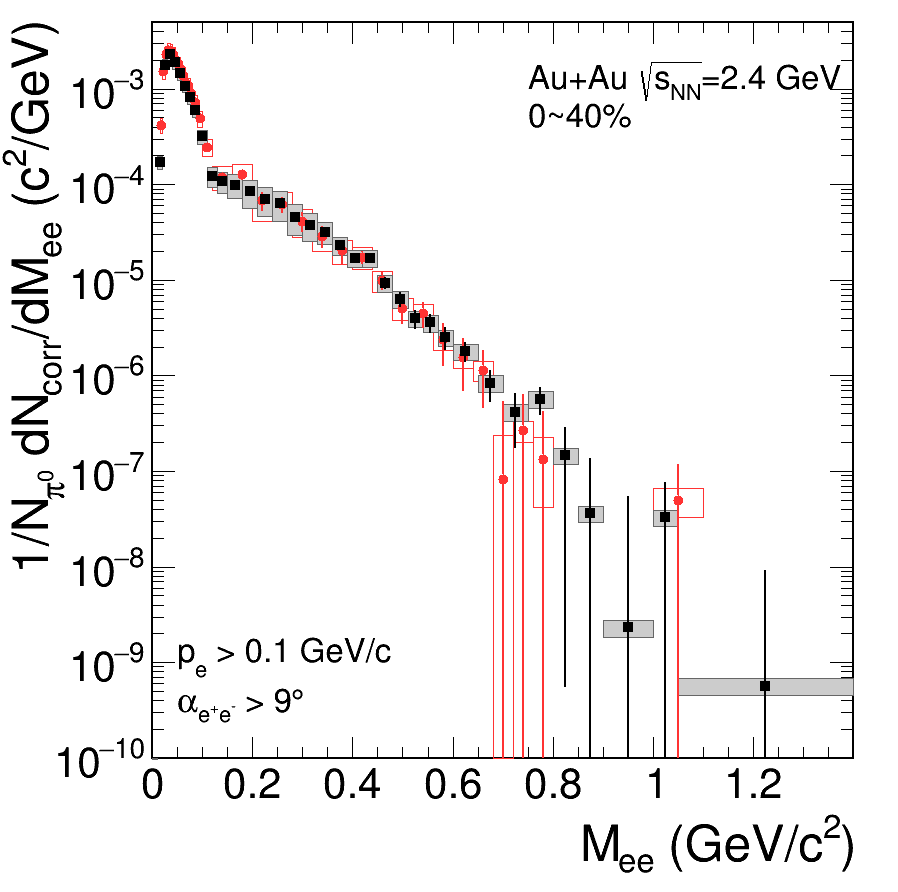 1/N_π⁰ dN_corr/dM_ee (c²/GeV)
10⁻³
10⁻⁴
10⁻⁵
10⁻⁶
10⁻⁷
10⁻⁸
10⁻⁹
10⁻¹⁰
Au+Au √s_NN=2.4 GeV
0~40%
p_e > 0.1 GeV/c
α_e⁺e⁻ > 9°
0 0.2 0.4 0.6 0.8 1 1.2
M_ee (GeV/c²)